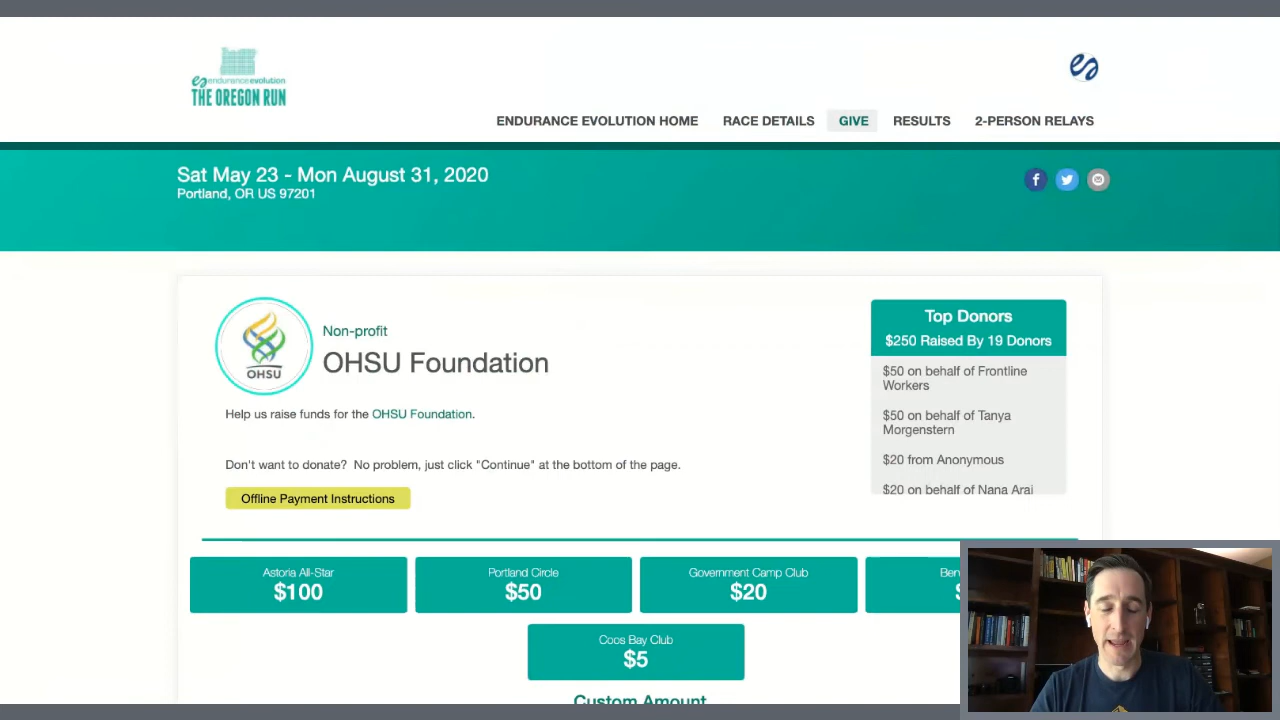 enduranceevolution
THE OREGON RUN
ENDURANCE EVOLUTION HOME
RACE DETAILS
GIVE
RESULTS
2-PERSON RELAYS
Sat May 23 - Mon August 31, 2020
Portland, OR US 97201
OHSU
Non-profit
OHSU Foundation
Help us raise funds for the OHSU Foundation.
Don't want to donate? No problem, just click "Continue" at the bottom of the page.
Offline Payment Instructions
Top Donors
$250 Raised By 19 Donors
$50 on behalf of Frontline
Workers
$50 on behalf of Tanya
Morgenstern
$20 from Anonymous
$20 on behalf of Nana Arai
Astoria All-Star
$100
Portland Circle
$50
Government Camp Club
$20
Coos Bay Club
$5
Custom Amount